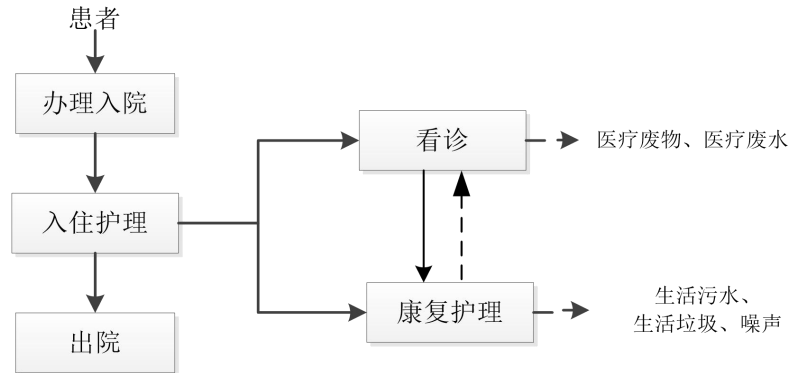 患者
办理入院
看诊
医疗废物、医疗废水
入住护理
康复护理
生活污水、
生活垃圾、噪声
出院